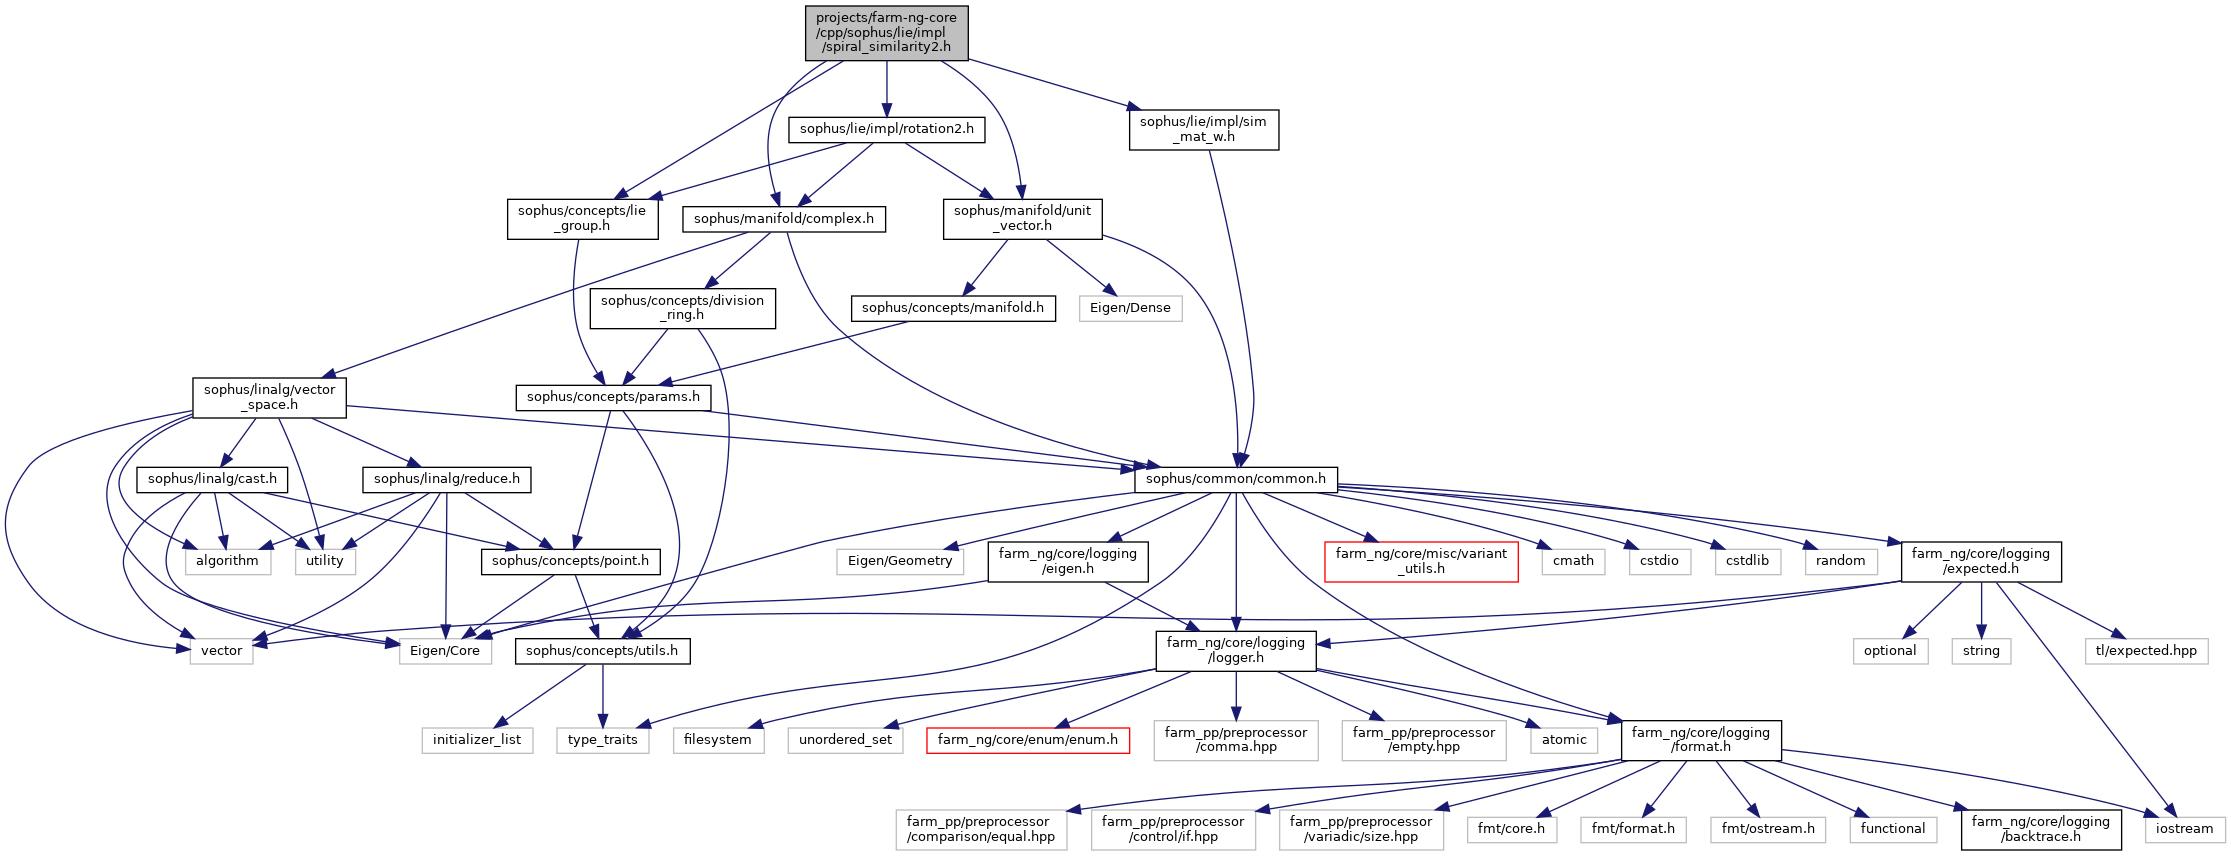 projects/farm-ng-core
/cpp/sophus/lie/impl
/spiral_similarity2.h
sophus/lie/impl/rotation2.h
sophus/lie/impl/sim
_mat_w.h
sophus/concepts/lie
_group.h
sophus/manifold/complex.h
sophus/manifold/unit
_vector.h
sophus/concepts/division
_ring.h
sophus/concepts/manifold.h
Eigen/Dense
sophus/linalg/vector
_space.h
sophus/concepts/params.h
sophus/linalg/cast.h
sophus/linalg/reduce.h
sophus/common/common.h
algorithm
utility
sophus/concepts/point.h
Eigen/Geometry
farm_ng/core/logging
/eigen.h
farm_ng/core/misc/variant
_utils.h
cmath
cstdio
cstdlib
random
farm_ng/core/logging
/expected.h
vector
Eigen/Core
sophus/concepts/utils.h
farm_ng/core/logging
/logger.h
optional
string
tl/expected.hpp
initializer_list
type_traits
filesystem
unordered_set
farm_ng/core/enum/enum.h
farm_pp/preprocessor
/comma.hpp
farm_pp/preprocessor
/empty.hpp
atomic
farm_ng/core/logging
/format.h
farm_pp/preprocessor
/comparison/equal.hpp
farm_pp/preprocessor
/control/if.hpp
farm_pp/preprocessor
/variadic/size.hpp
fmt/core.h
fmt/format.h
fmt/ostream.h
functional
farm_ng/core/logging
/backtrace.h
iostream